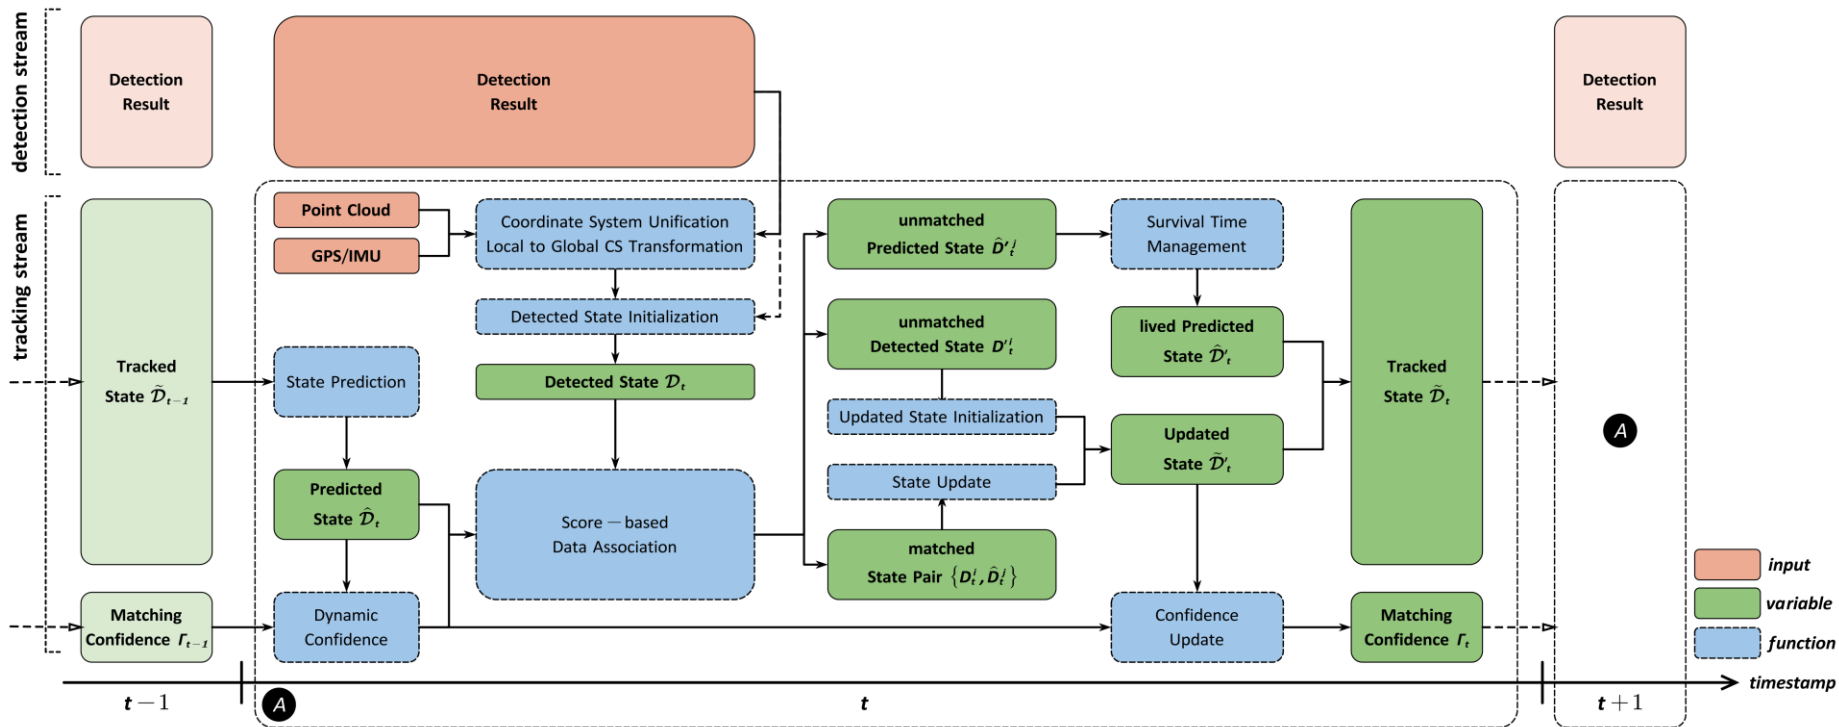 detection stream
Detection
Result
Detection
Result
Detection
Result
tracking stream
Tracked
State 𝒟̃ₜ₋₁
Matching
Confidence Γₜ₋₁
Point Cloud
GPS/IMU
Coordinate System Unification
Local to Global CS Transformation
Detected State Initialization
State Prediction
Detected State 𝒟ₜ
Predicted
State 𝒟̂ₜ
Score−based
Data Association
Dynamic
Confidence
unmatched
Predicted State D̂′ₜʲ
unmatched
Detected State D′ₜⁱ
Updated State Initialization
State Update
matched
State Pair {Dₜⁱ, D̂ₜʲ}
Survival Time
Management
lived Predicted
State 𝒟̂′ₜ
Updated
State 𝒟̃′ₜ
Confidence
Update
Tracked
State 𝒟̃ₜ
Matching
Confidence Γₜ
A
input
variable
function
timestamp
t−1
A
t
t+1